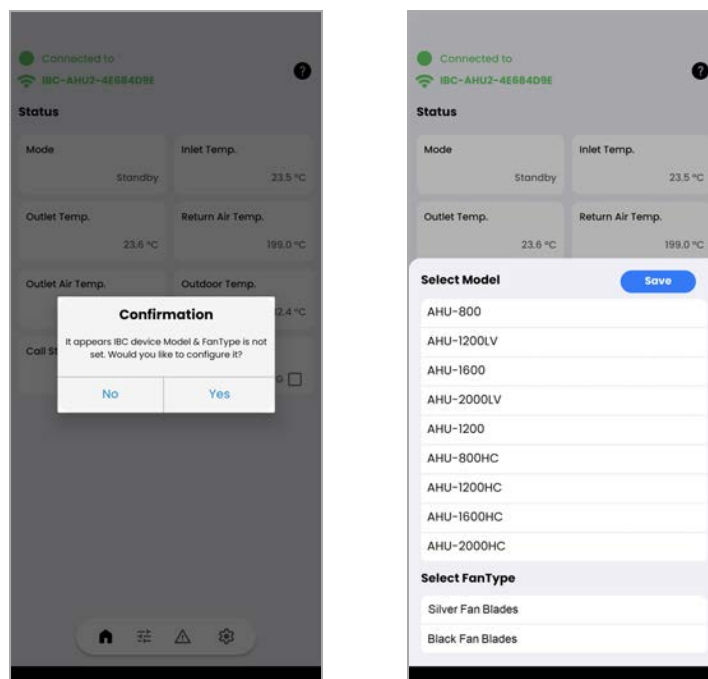 Connected to
IBC-AHU2-4E684D9E
?
Status
Mode
Standby
Inlet Temp.
23.5 °C
Outlet Temp.
23.6 °C
Return Air Temp.
199.0 °C
Outlet Air Temp.
Outdoor Temp.
2.4 °C
Call St
G
Confirmation
It appears IBC device Model & FanType is not
set. Would you like to configure it?
No
Yes
Connected to
IBC-AHU2-4E684D9E
?
Status
Mode
Standby
Inlet Temp.
23.5 °C
Outlet Temp.
23.6 °C
Return Air Temp.
199.0 °C
Select Model
Save
AHU-800
AHU-1200LV
AHU-1600
AHU-2000LV
AHU-1200
AHU-800HC
AHU-1200HC
AHU-1600HC
AHU-2000HC
Select FanType
Silver Fan Blades
Black Fan Blades